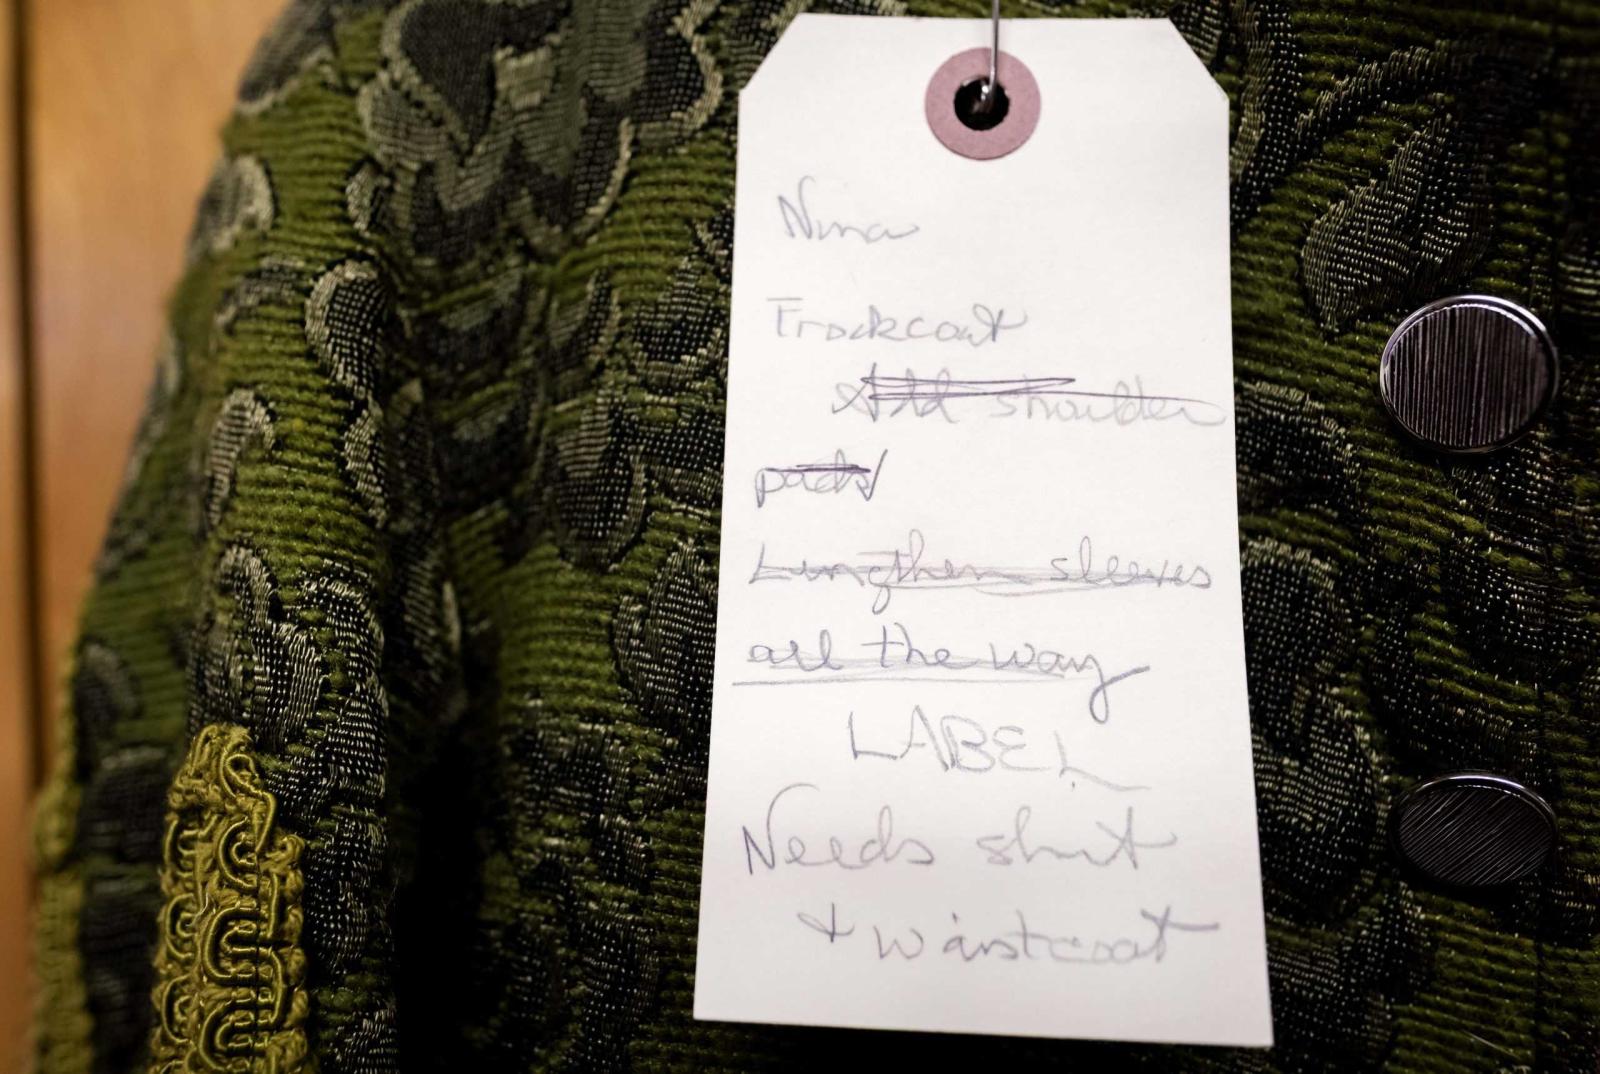 Nina
Frockcoat
Add shoulder
pads
Lengthen sleeves
all the way
LABEL
Needs shirt
+ waistcoat